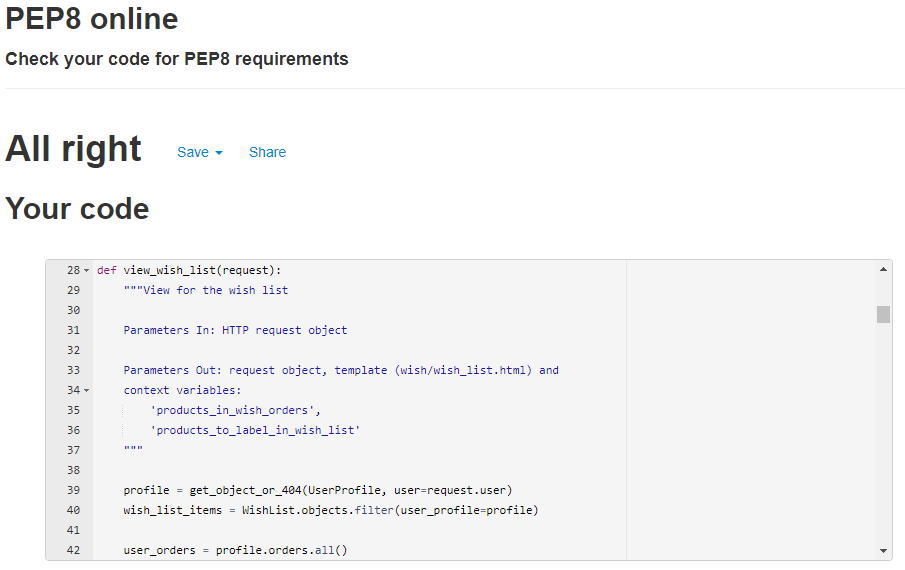 PEP8 online
Check your code for PEP8 requirements
All right Save Share
Your code
28 def view_wish_list(request):
29 """View for the wish list
30
31 Parameters In: HTTP request object
32
33 Parameters Out: request object, template (wish/wish_list.html) and
34 context variables:
35 'products_in_wish_orders',
36 'products_to_label_in_wish_list'
37 """
38
39 profile = get_object_or_404(UserProfile, user=request.user)
40 wish_list_items = WishList.objects.filter(user_profile=profile)
41
42 user_orders = profile.orders.all()